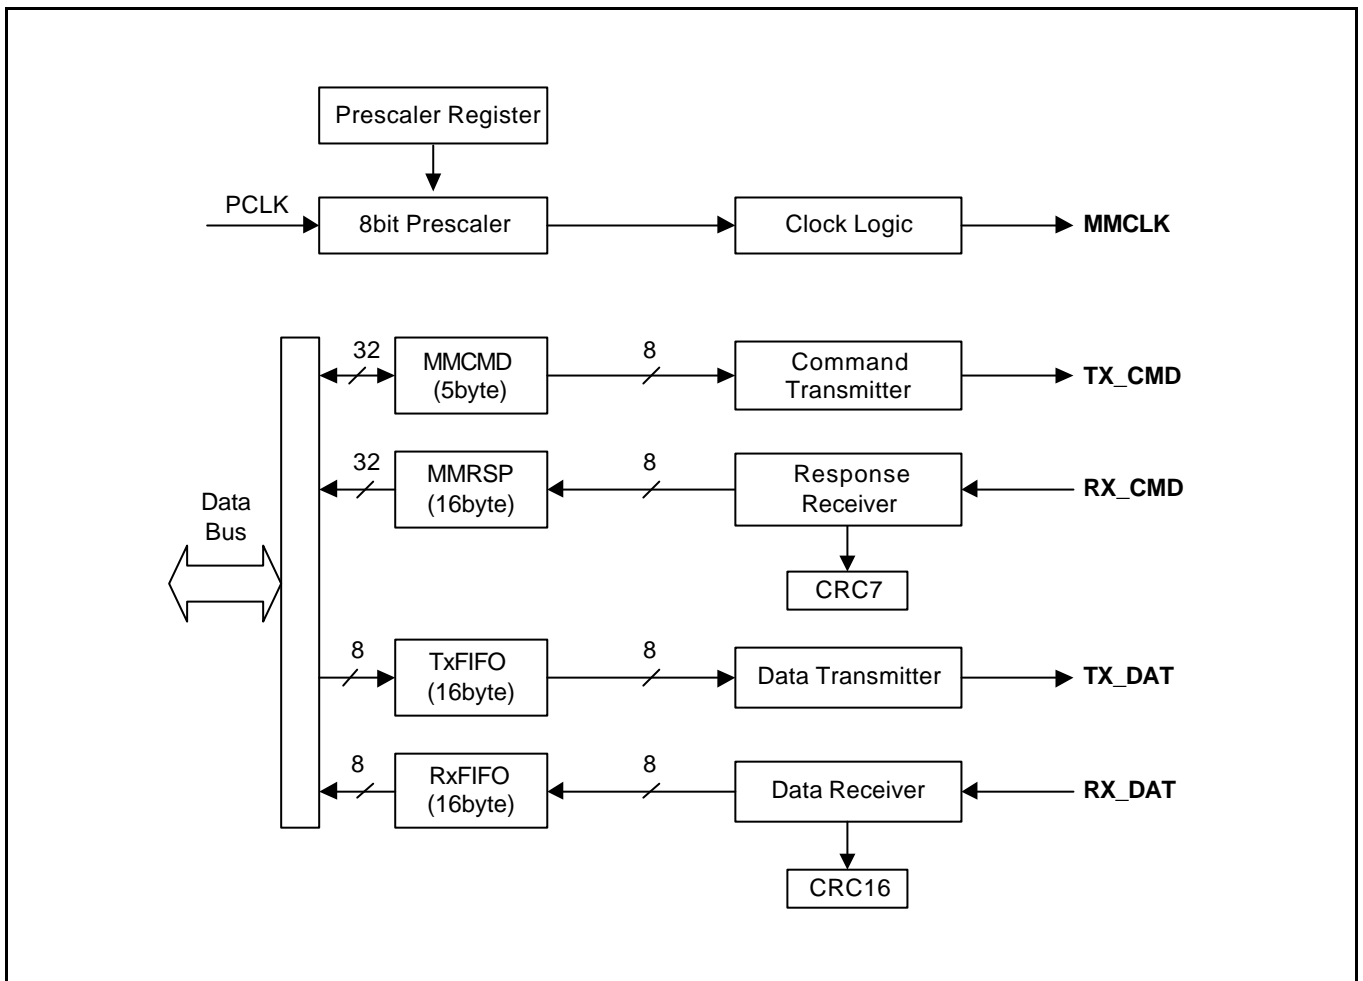 Prescaler Register
PCLK
8bit Prescaler
Clock Logic
MMCLK
32
MMCMD
(5byte)
8
Command
Transmitter
TX_CMD
32
MMRSP
(16byte)
8
Response
Receiver
RX_CMD
Data
Bus
CRC7
8
TxFIFO
(16byte)
8
Data Transmitter
TX_DAT
8
RxFIFO
(16byte)
8
Data Receiver
RX_DAT
CRC16